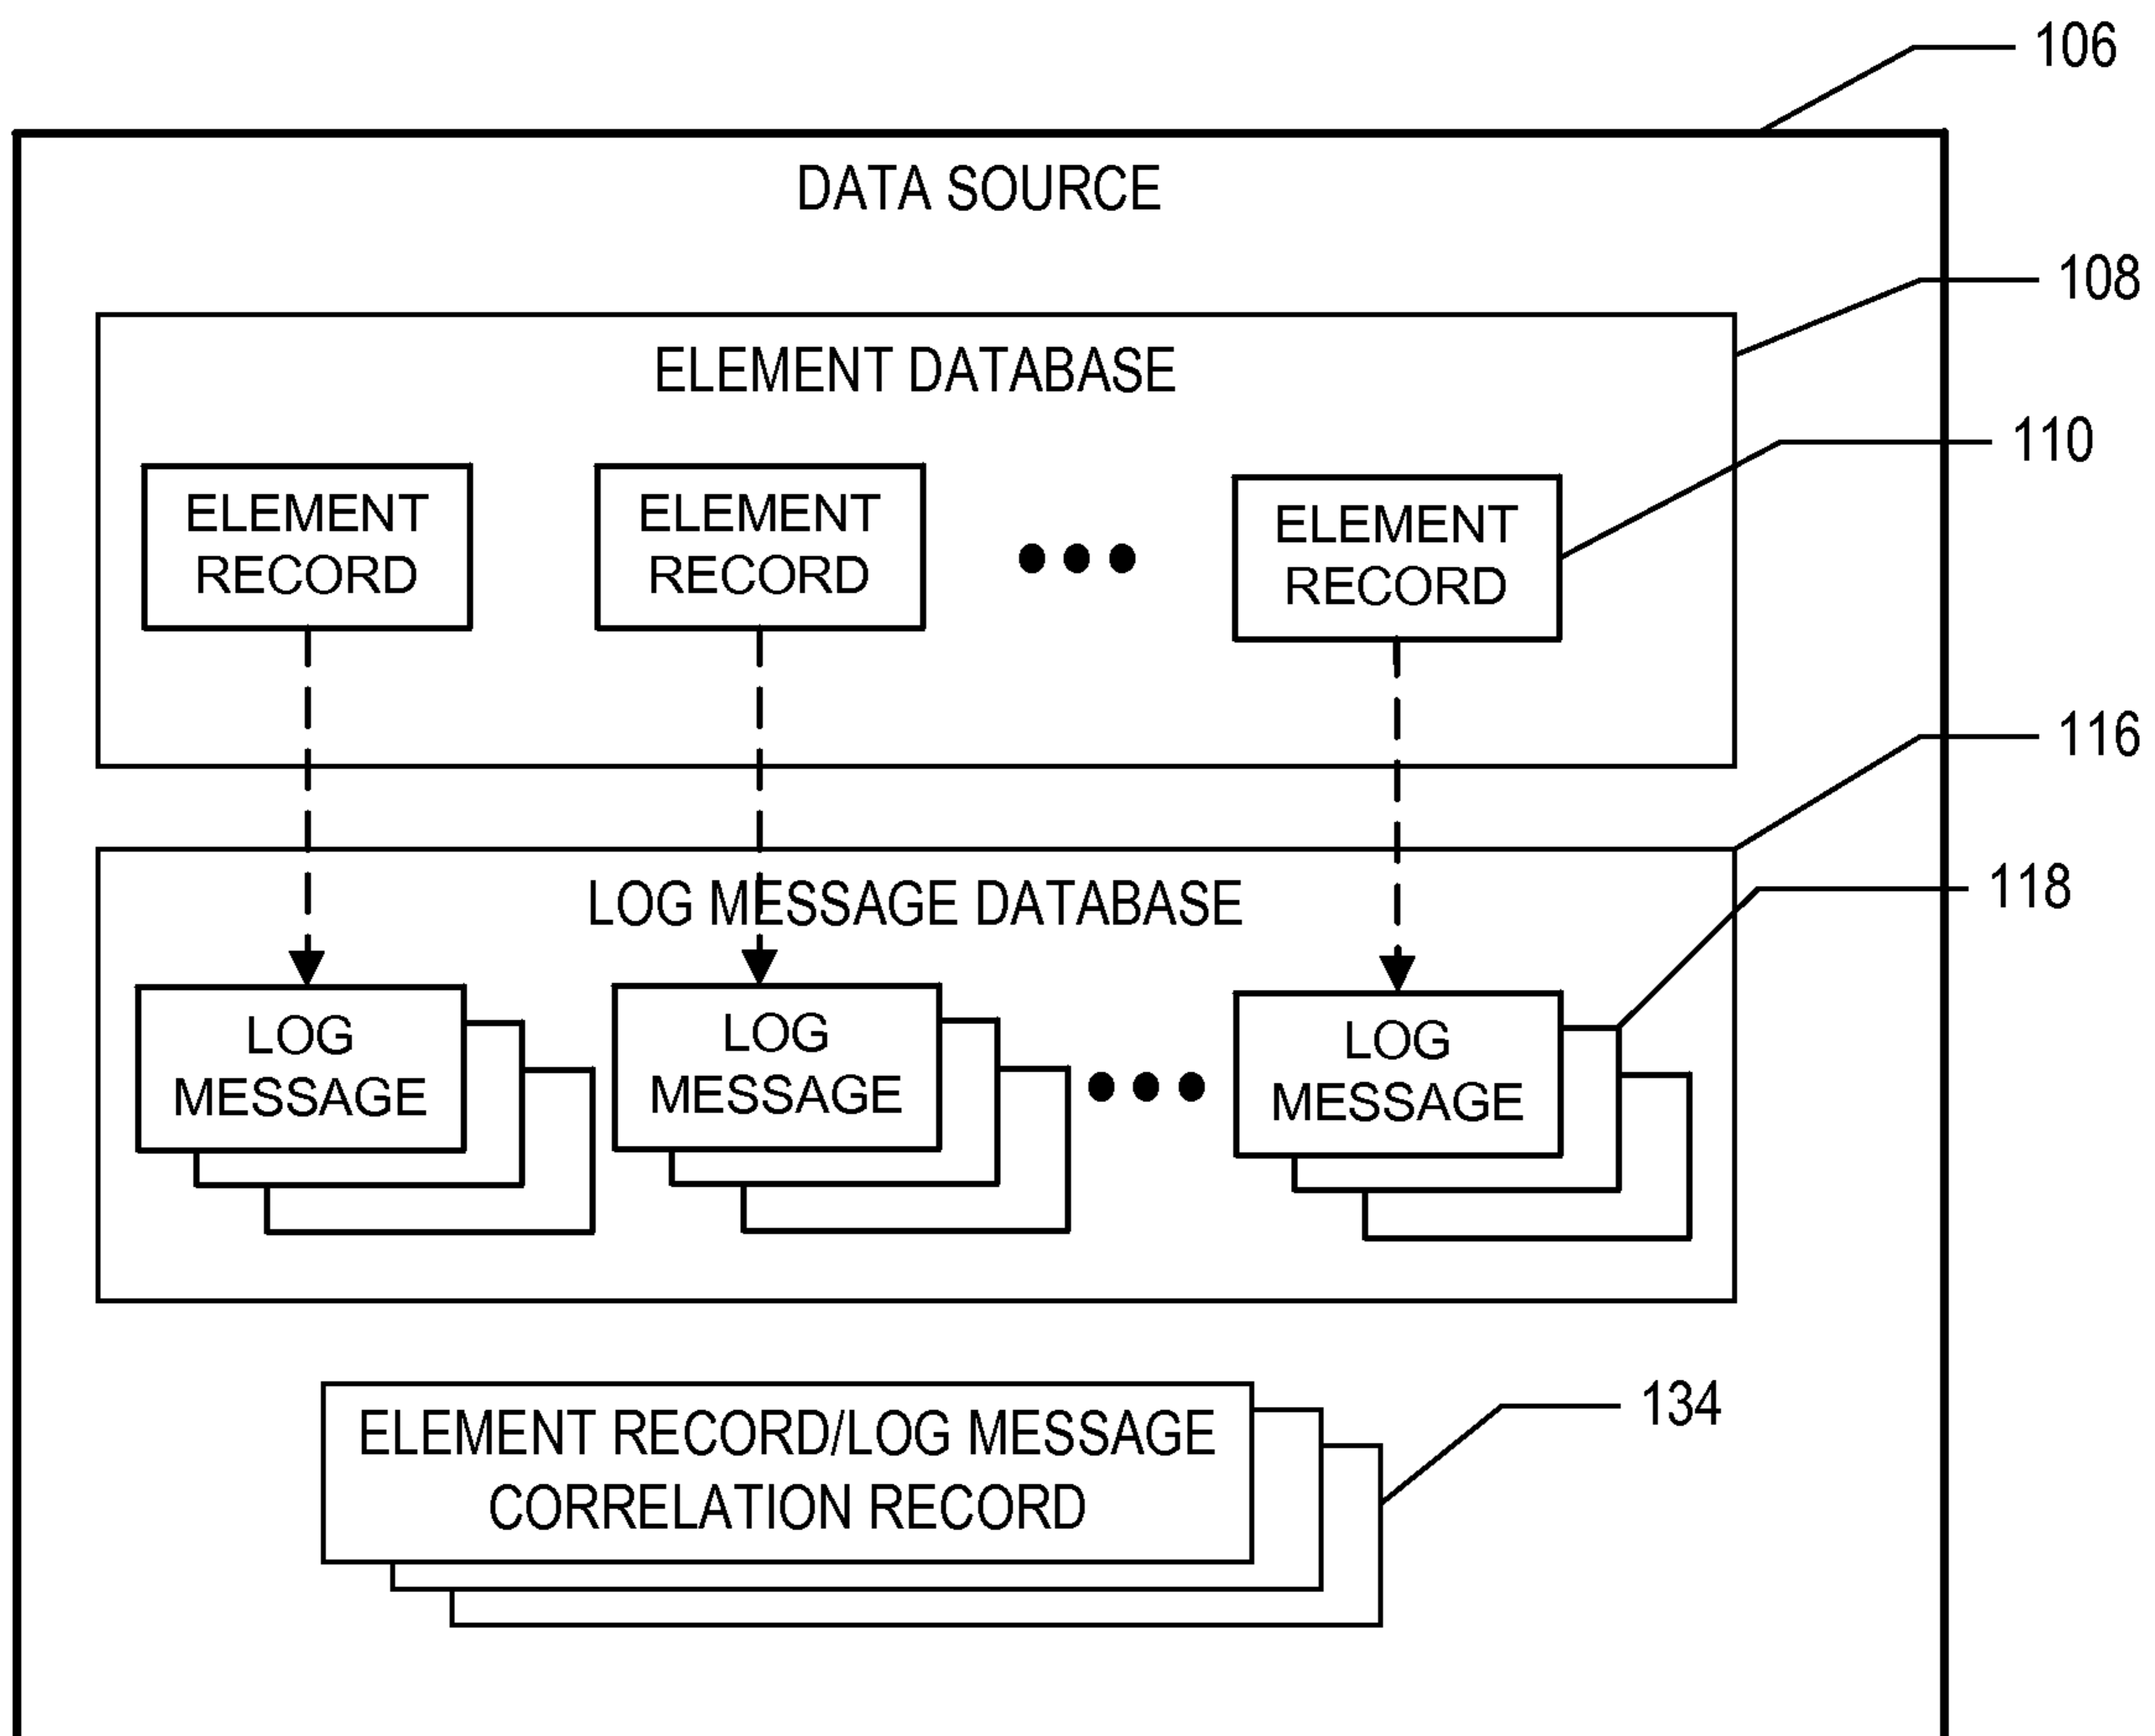 106
DATA SOURCE
108
ELEMENT DATABASE
110
ELEMENT
RECORD
ELEMENT
RECORD
ELEMENT
RECORD
116
LOG MESSAGE DATABASE
118
LOG
MESSAGE
LOG
MESSAGE
LOG
MESSAGE
134
ELEMENT RECORD/LOG MESSAGE
CORRELATION RECORD